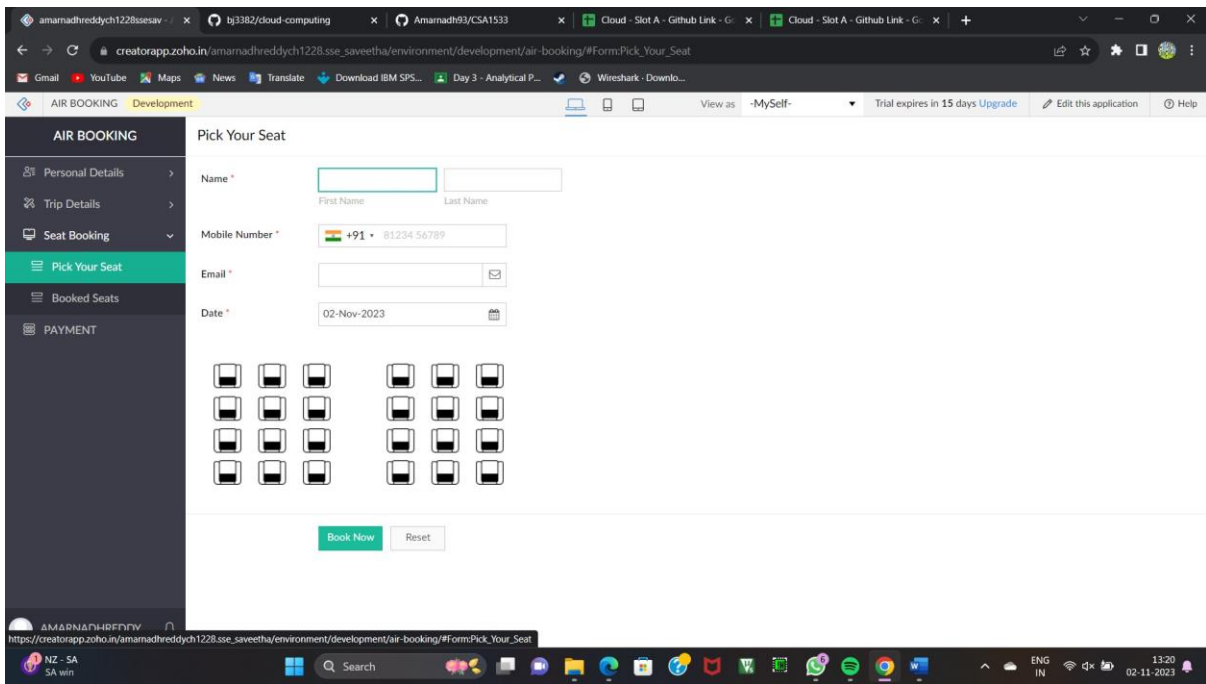 amarnadhreddych1228ssesav - /
bj3382/cloud-computing
Amarnadh93/CSA1533
Cloud - Slot A - Github Link - Go
Cloud - Slot A - Github Link - Go
creatorapp.zoho.in/amarnadhreddych1228.sse_saveetha/environment/development/air-booking/#Form:Pick_Your_Seat
Gmail YouTube Maps News Translate Download IBM SPS... Day 3 - Analytical P... Wireshark · Downlo...
AIR BOOKING Development View as -MySelf- Trial expires in 15 days Upgrade Edit this application Help
AIR BOOKING
Personal Details
Trip Details
Seat Booking
Pick Your Seat
Booked Seats
PAYMENT
Pick Your Seat
Name *
First Name Last Name
Mobile Number * +91 81234 56789
Email *
Date * 02-Nov-2023
Book Now Reset
AMARNADHREDDY
https://creatorapp.zoho.in/amarnadhreddych1228.sse_saveetha/environment/development/air-booking/#Form:Pick_Your_Seat
NZ - SA
SA win
Search
ENG
IN
13:20
02-11-2023